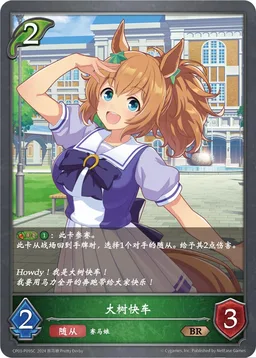 2
1 : 此卡参赛。
此卡从战场回到手牌时，选择1个对手的随从。给予其2点伤害。
Howdy！我是大树快车！
我要用马力全开的奔跑带给大家快乐！
大树快车
2
随从 赛马娘 BR
3